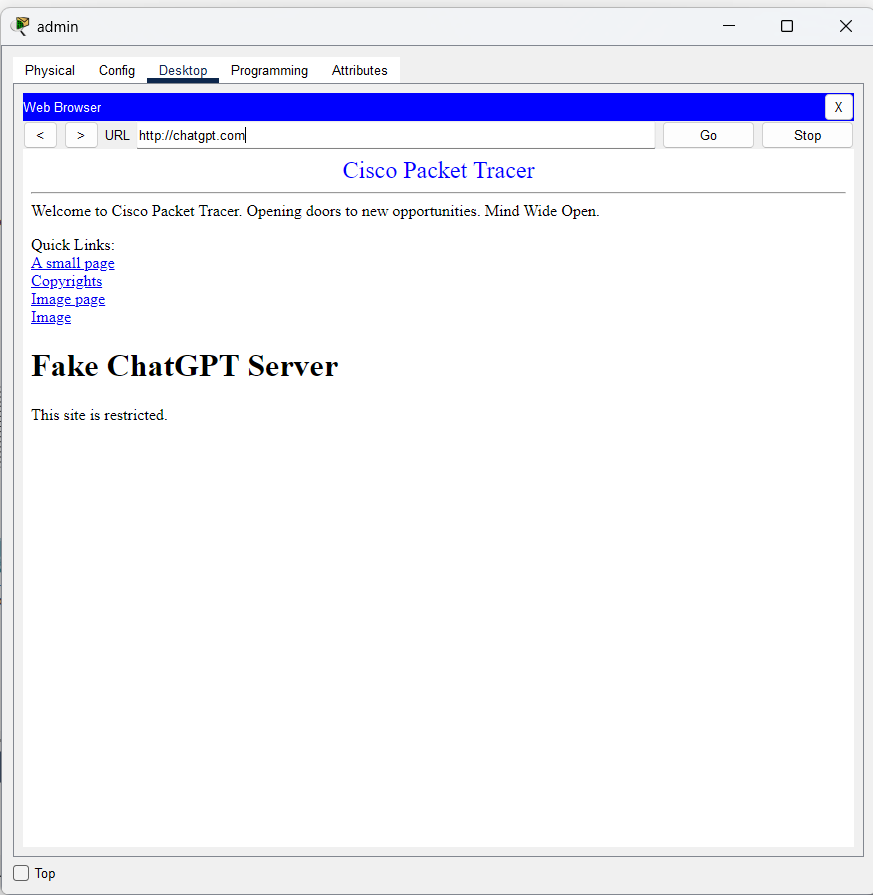 admin
Physical Config Desktop Programming Attributes
Web Browser X
< > URL http://chatgpt.com Go Stop
Cisco Packet Tracer
Welcome to Cisco Packet Tracer. Opening doors to new opportunities. Mind Wide Open.
Quick Links:
A small page
Copyrights
Image page
Image
Fake ChatGPT Server
This site is restricted.
Top